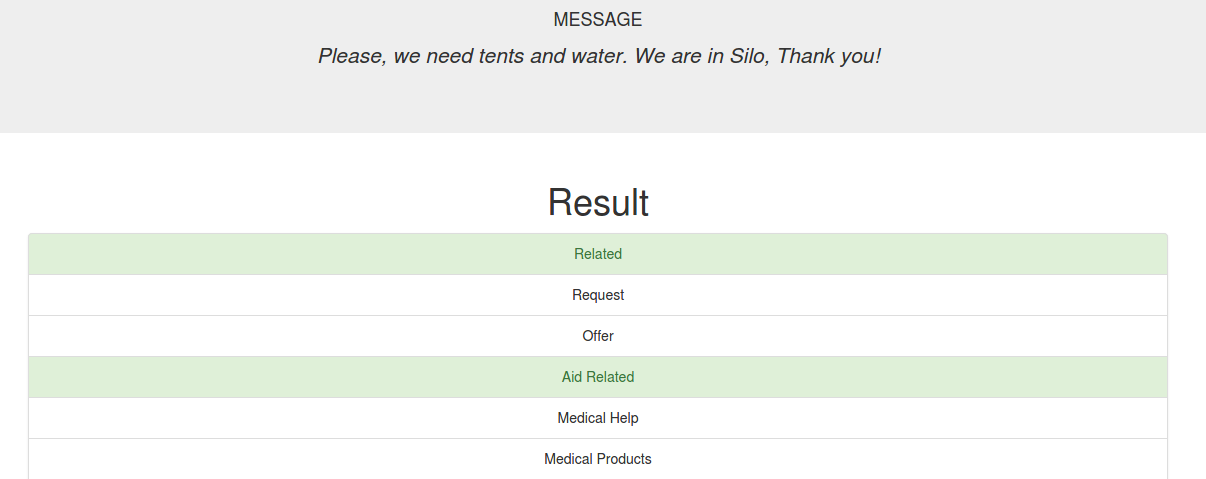 MESSAGE
Please, we need tents and water. We are in Silo, Thank you!
Result
Related
Request
Offer
Aid Related
Medical Help
Medical Products